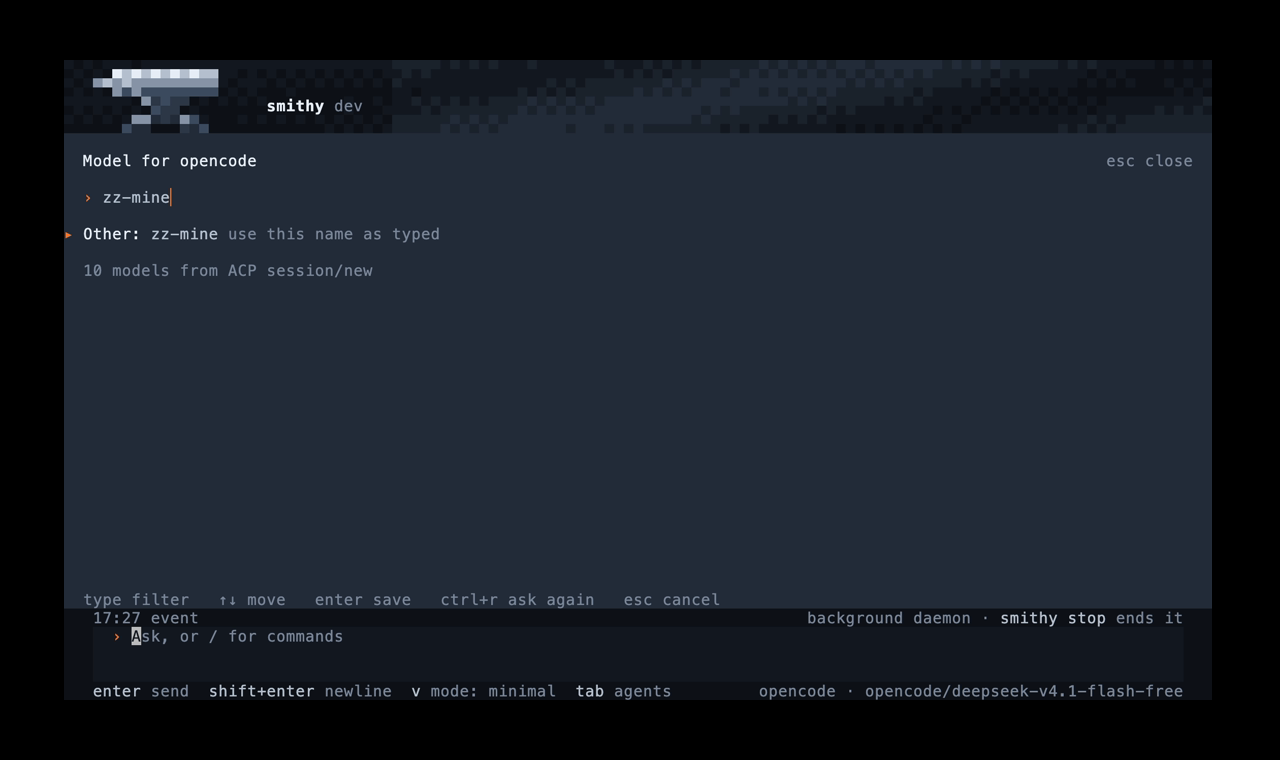 smithy dev
Model for opencode esc close
› zz-mine
▸ Other: zz-mine use this name as typed
10 models from ACP session/new
type filter ↑↓ move enter save ctrl+r ask again esc cancel
17:27 event background daemon · smithy stop ends it
› Ask, or / for commands
enter send shift+enter newline v mode: minimal tab agents opencode · opencode/deepseek-v4.1-flash-free